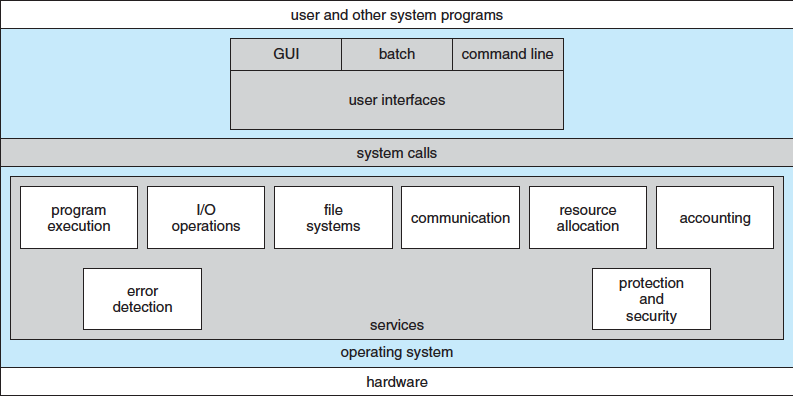 user and other system programs
GUI
batch
command line
user interfaces
system calls
program
execution
I/O
operations
file
systems
communication
resource
allocation
accounting
error
detection
protection
and
security
services
operating system
hardware